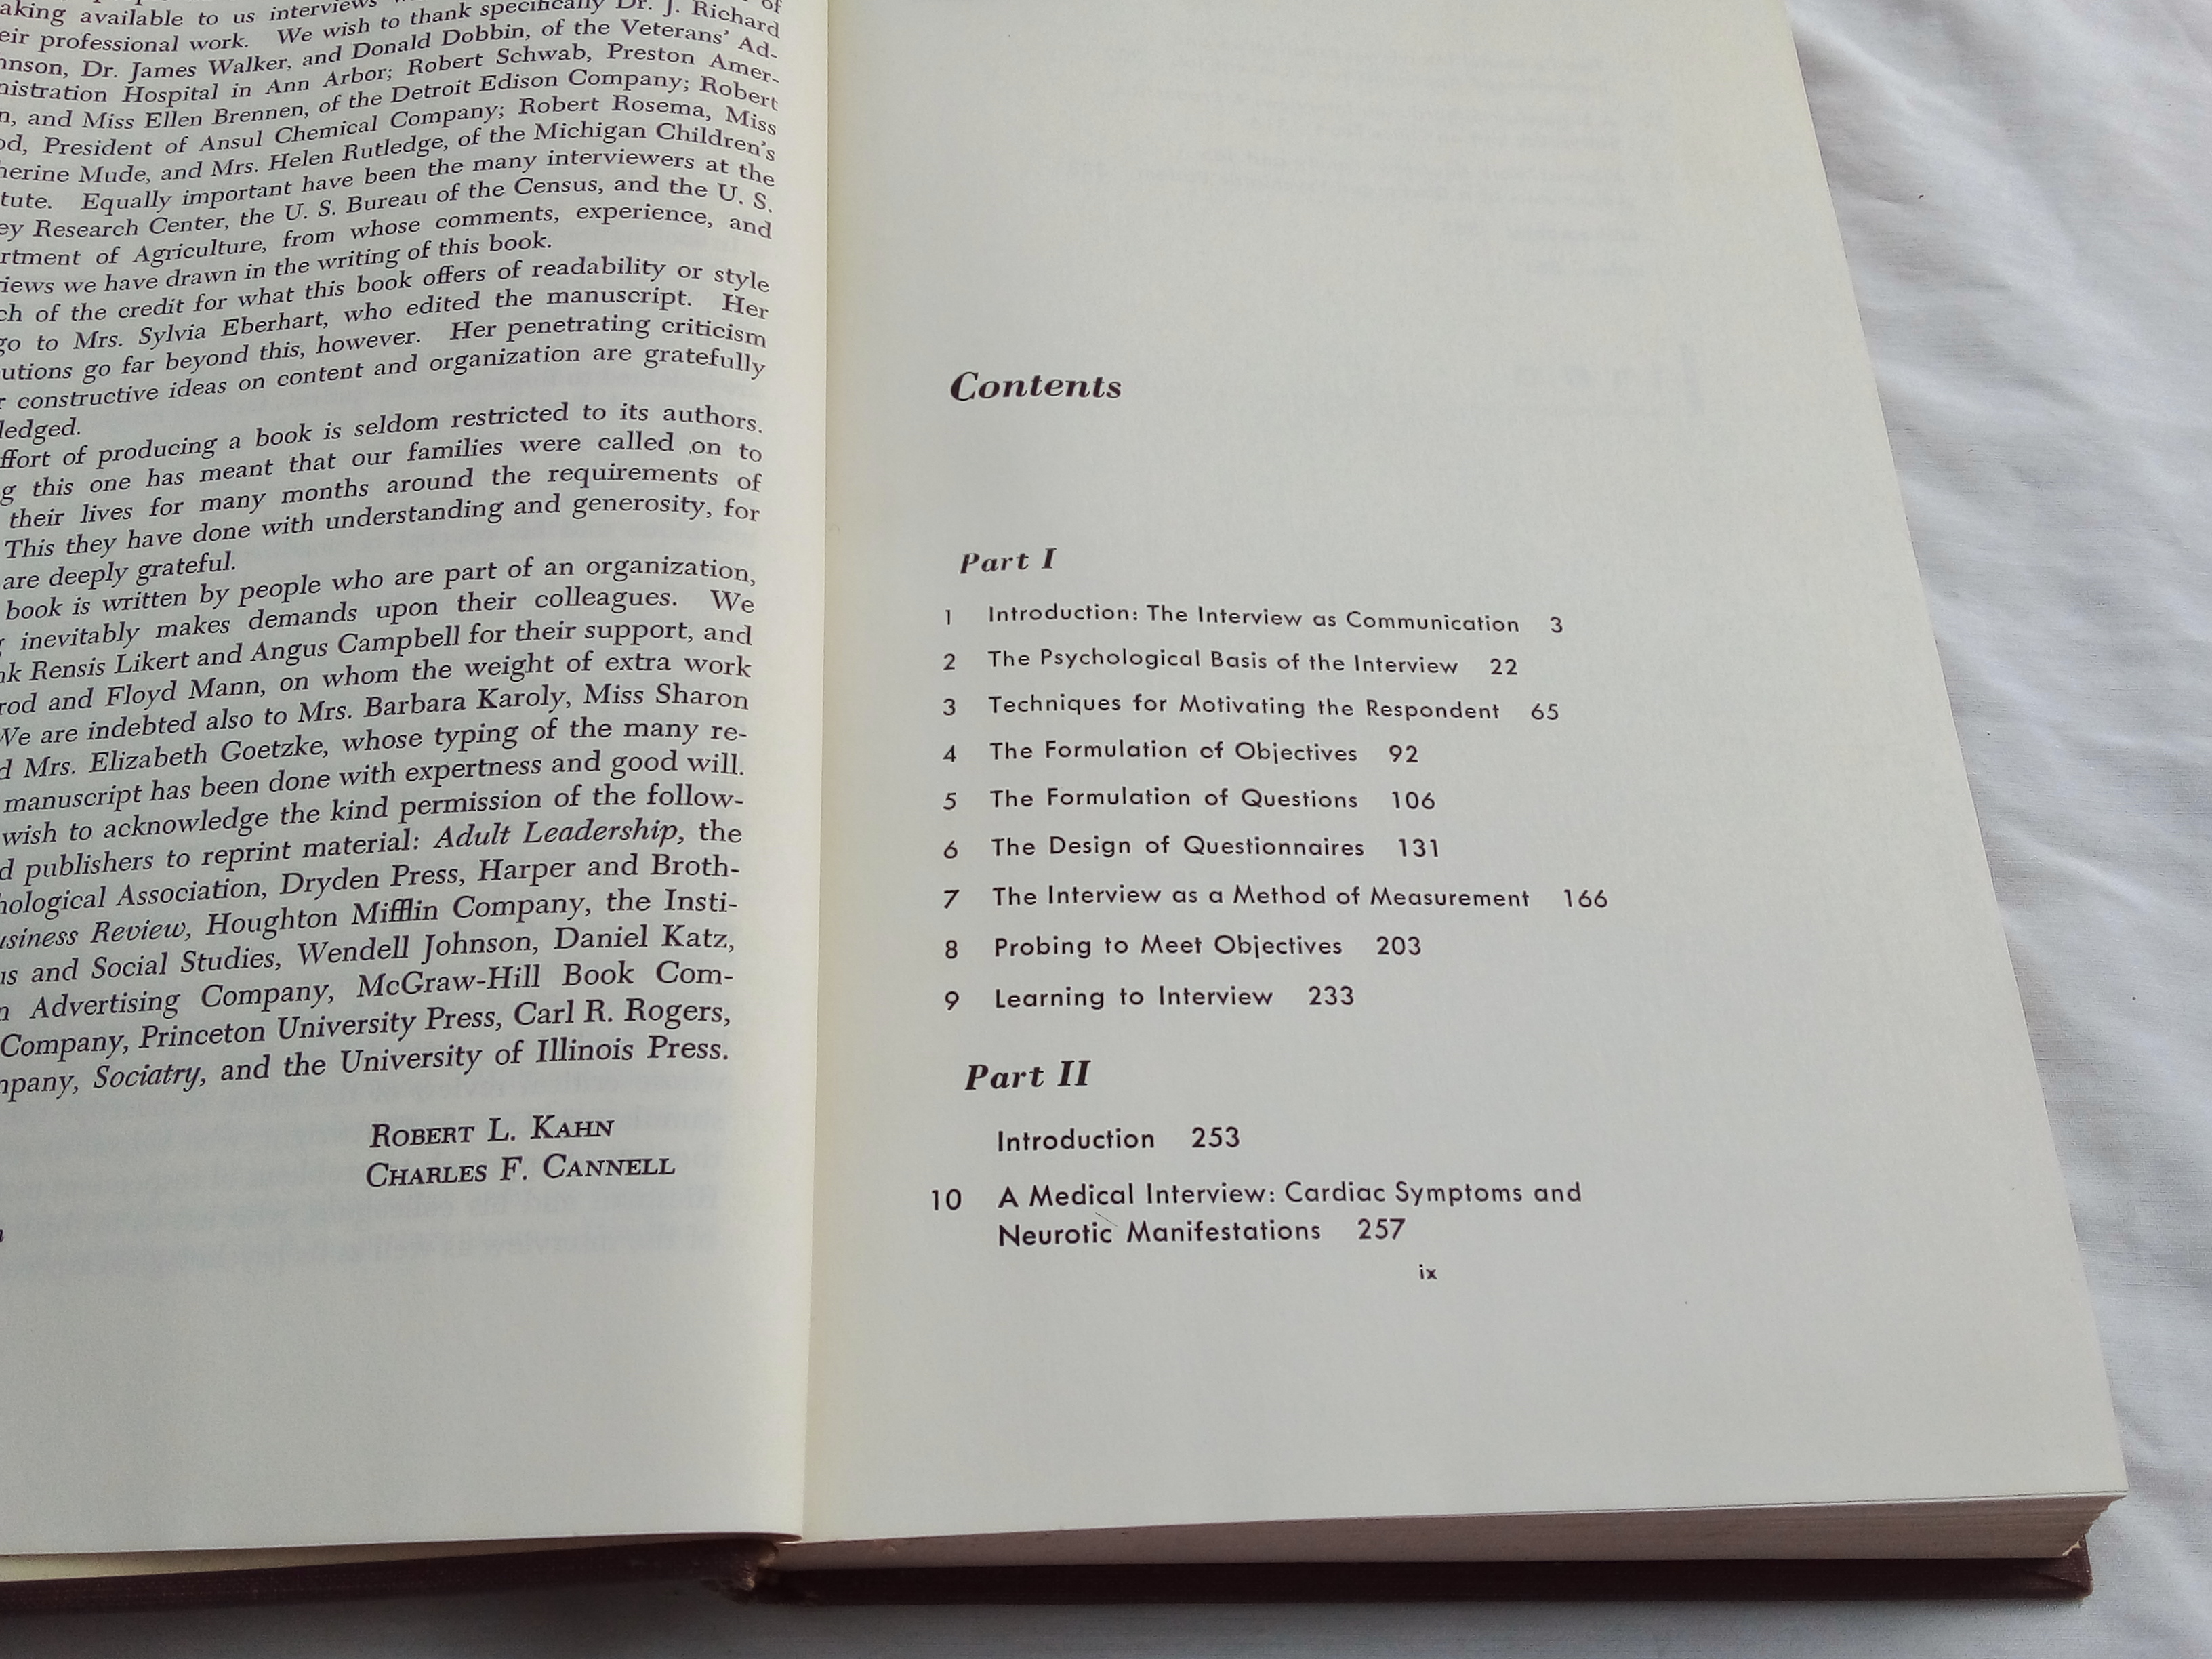 aking available to us interviews of
eir professional work. We wish to thank specifically Dr. J. Richard
nson, Dr. James Walker, and Donald Dobbin, of the Veterans' Ad-
nistration Hospital in Ann Arbor; Robert Schwab, Preston Amer-
n, and Miss Ellen Brennen, of the Detroit Edison Company; Robert
od, President of Ansul Chemical Company; Robert Rosema, Miss
herine Mude, and Mrs. Helen Rutledge, of the Michigan Children's
tute. Equally important have been the many interviewers at the
ey Research Center, the U. S. Bureau of the Census, and the U. S.
rtment of Agriculture, from whose comments, experience, and
iews we have drawn in the writing of this book.
ch of the credit for what this book offers of readability or style
go to Mrs. Sylvia Eberhart, who edited the manuscript. Her
utions go far beyond this, however. Her penetrating criticism
r constructive ideas on content and organization are gratefully
ledged.
ffort of producing a book is seldom restricted to its authors.
g this one has meant that our families were called on to
their lives for many months around the requirements of
This they have done with understanding and generosity, for
are deeply grateful.
book is written by people who are part of an organization,
g inevitably makes demands upon their colleagues. We
nk Rensis Likert and Angus Campbell for their support, and
rod and Floyd Mann, on whom the weight of extra work
We are indebted also to Mrs. Barbara Karoly, Miss Sharon
d Mrs. Elizabeth Goetzke, whose typing of the many re-
manuscript has been done with expertness and good will.
wish to acknowledge the kind permission of the follow-
d publishers to reprint material: Adult Leadership, the
hological Association, Dryden Press, Harper and Broth-
usiness Review, Houghton Mifflin Company, the Insti-
us and Social Studies, Wendell Johnson, Daniel Katz,
n Advertising Company, McGraw-Hill Book Com-
Company, Princeton University Press, Carl R. Rogers,
mpany, Sociatry, and the University of Illinois Press.
ROBERT L. KAHN
CHARLES F. CANNELL
Contents
Part I
1 Introduction: The Interview as Communication 3
2 The Psychological Basis of the Interview 22
3 Techniques for Motivating the Respondent 65
4 The Formulation of Objectives 92
5 The Formulation of Questions 106
6 The Design of Questionnaires 131
7 The Interview as a Method of Measurement 166
8 Probing to Meet Objectives 203
9 Learning to Interview 233
Part II
Introduction 253
10 A Medical Interview: Cardiac Symptoms and
Neurotic Manifestations 257
ix